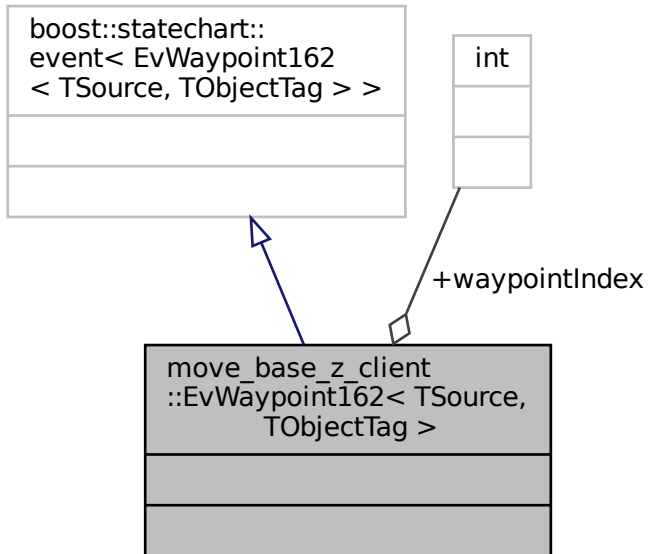 boost::statechart::
event< EvWaypoint162
< TSource, TObjectTag > >
int
+waypointIndex
move_base_z_client
::EvWaypoint162< TSource,
TObjectTag >